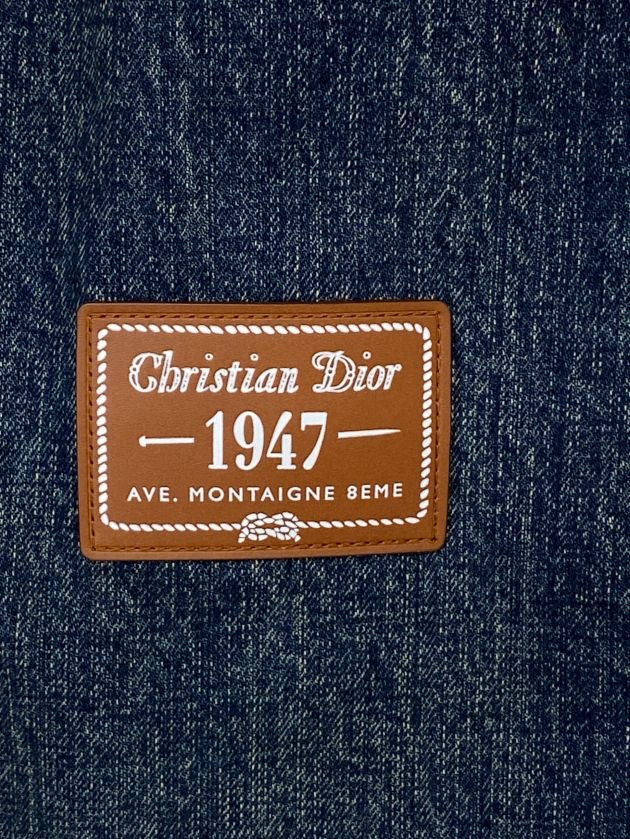 Christian Dior
1947
AVE. MONTAIGNE 8EME